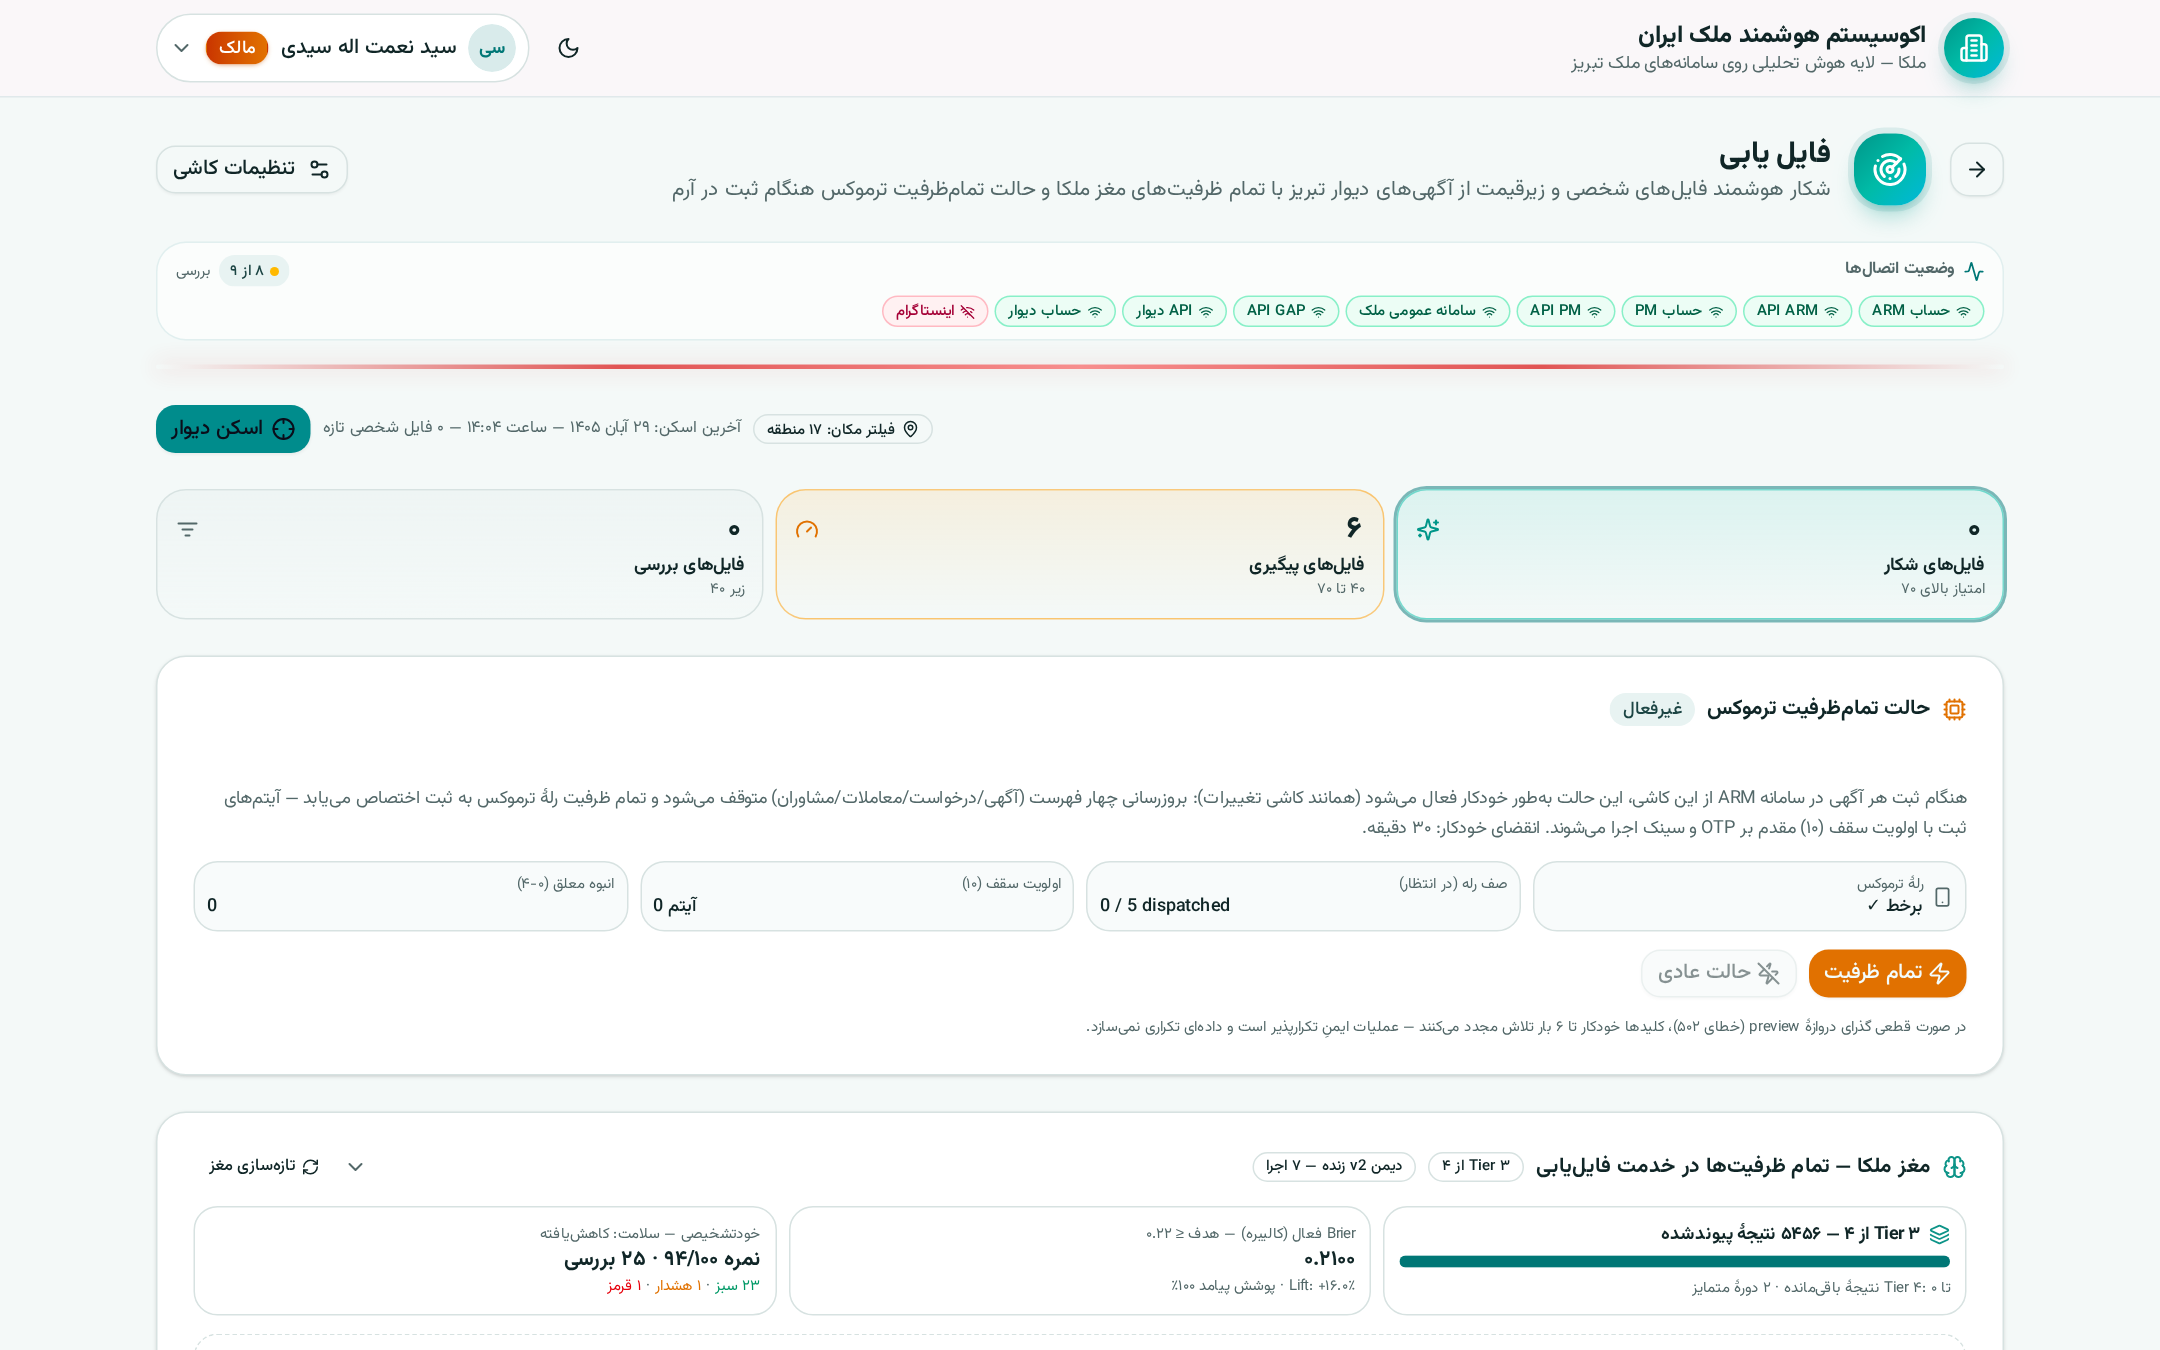 اکوسیستم هوشمند ملک ایران
ملکا — لایه هوش تحلیلی روی سامانه‌های ملک تبریز
سی
سید نعمت اله سیدی
مالک
فایل یابی
شکار هوشمند فایل‌های شخصی و زیرقیمت از آگهی‌های دیوار تبریز با تمام ظرفیت‌های مغز ملکا و حالت تمام‌ظرفیت ترموکس هنگام ثبت در آرم
تنظیمات کاشی
وضعیت اتصال‌ها
۸ از ۹
بررسی
حساب ARM
API ARM
حساب PM
API PM
سامانه عمومی ملک
API GAP
API دیوار
حساب دیوار
اینستاگرام
فیلتر مکان: ۱۷ منطقه
آخرین اسکن: ۲۹ آبان ۱۴۰۵ — ساعت ۱۴:۰۴ — ۰ فایل شخصی تازه
اسکن دیوار
۰
فایل‌های شکار
امتیاز بالای ۷۰
۶
فایل‌های پیگیری
۴۰ تا ۷۰
۰
فایل‌های بررسی
زیر ۴۰
حالت تمام‌ظرفیت ترموکس
غیرفعال
هنگام ثبت هر آگهی در سامانه ARM از این کاشی، این حالت به‌طور خودکار فعال می‌شود (همانند کاشی تغییرات): بروزرسانی چهار فهرست (آگهی/درخواست/معاملات/مشاوران) متوقف می‌شود و تمام ظرفیت رلهٔ ترموکس به ثبت اختصاص می‌یابد — آیتم‌های
ثبت با اولویت سقف (۱۰) مقدم بر OTP و سینک اجرا می‌شوند. انقضای خودکار: ۳۰ دقیقه.
رلهٔ ترموکس
برخط ✓
صف رله (در انتظار)
0 / 5 dispatched
اولویت سقف (۱۰)
0 آیتم
انبوه معلق (۰-۴)
0
تمام ظرفیت
حالت عادی
در صورت قطعی گذرای دروازهٔ preview (خطای ۵۰۲)، کلیدها خودکار تا ۶ بار تلاش مجدد می‌کنند — عملیات ایمنِ تکرارپذیر است و داده‌ای تکراری نمی‌سازد.
مغز ملکا — تمام ظرفیت‌ها در خدمت فایل‌یابی
Tier ۳ از ۴
دیمن v2 زنده — ۷ اجرا
تازه‌سازی مغز
Tier ۳ از ۴ — ۵۴۵۶ نتیجهٔ پیوندشده
تا Tier ۴: ۰ نتیجهٔ باقی‌مانده · ۲ دورهٔ متمایز
Brier فعال (کالیبره) — هدف ≤ ۰.۲۲
۰.۲۱۰۰
Lift: +۱۶.۰٪ · پوشش پیامد ۱۰۰٪
خودتشخیصی — سلامت: کاهش‌یافته
نمره ۹۴/۱۰۰ · ۲۵ بررسی
۲۳ سبز · ۱ هشدار · ۱ قرمز